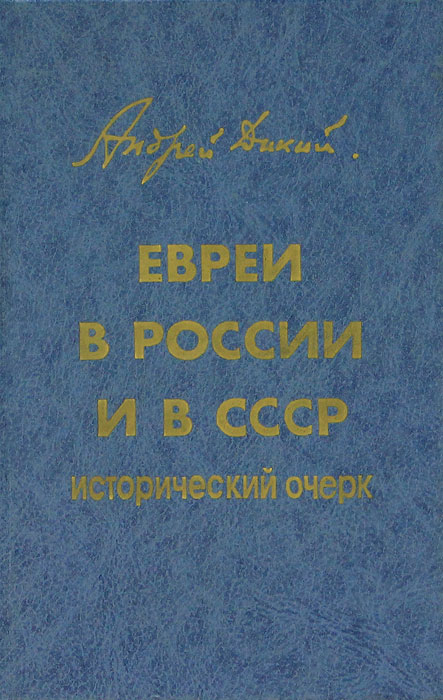 Андрей Дикий.
ЕВРЕИ
В РОССИИ
И В СССР
исторический очерк